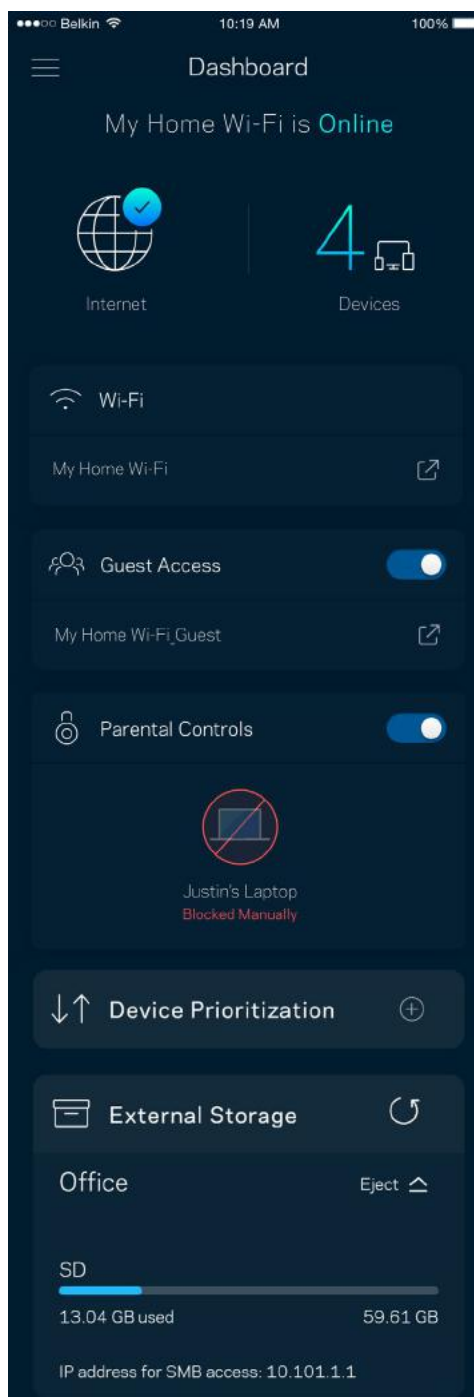 Belkin 10:19 AM 100%
Dashboard
My Home Wi-Fi is Online
4
Internet Devices
Wi-Fi
My Home Wi-Fi
Guest Access
My Home Wi-Fi_Guest
Parental Controls
Justin's Laptop
Blocked Manually
Device Prioritization
External Storage
Office Eject
SD
13.04 GB used 59.61 GB
IP address for SMB access: 10.101.1.1